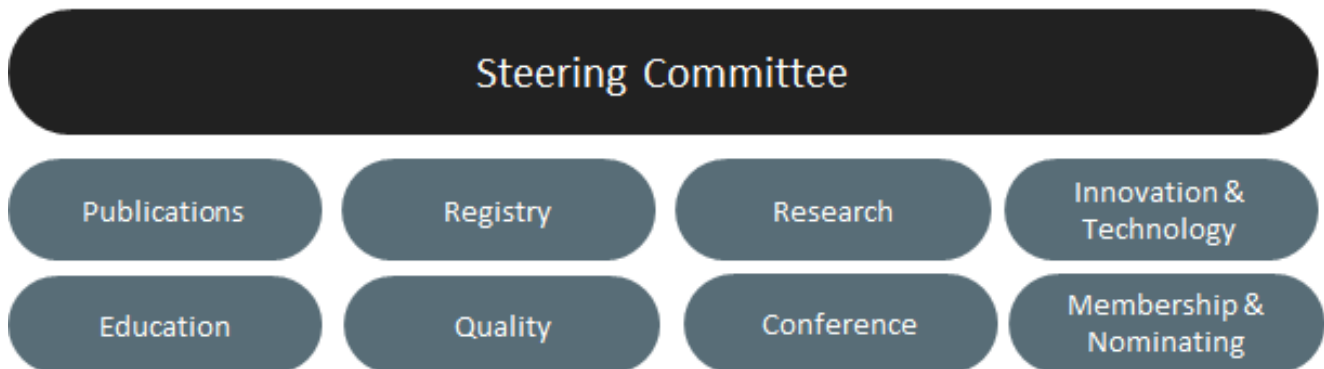 Steering Committee
Publications
Registry
Research
Innovation &
Technology
Education
Quality
Conference
Membership &
Nominating